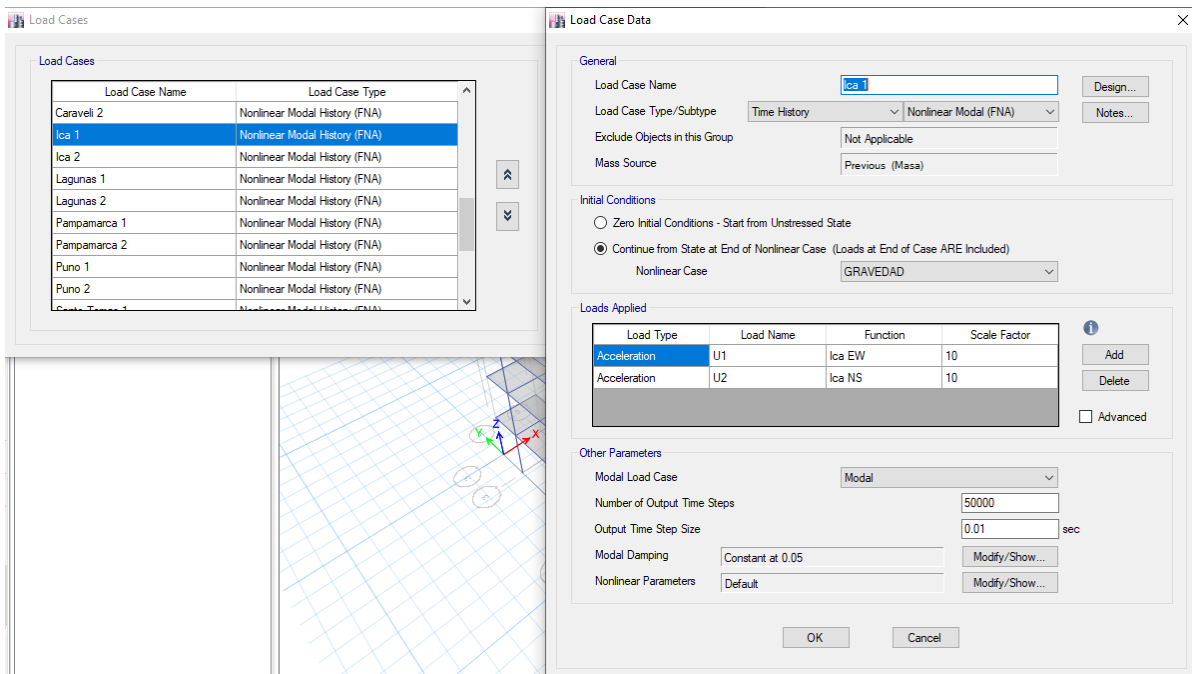 Load Cases
Load Cases
Load Case Name Load Case Type
Caraveli 2 Nonlinear Modal History (FNA)
Ica 1 Nonlinear Modal History (FNA)
Ica 2 Nonlinear Modal History (FNA)
Lagunas 1 Nonlinear Modal History (FNA)
Lagunas 2 Nonlinear Modal History (FNA)
Pampamarca 1 Nonlinear Modal History (FNA)
Pampamarca 2 Nonlinear Modal History (FNA)
Puno 1 Nonlinear Modal History (FNA)
Puno 2 Nonlinear Modal History (FNA)
Z
Y
X
Load Case Data
General
Load Case Name Ica 1 Design...
Load Case Type/Subtype Time History Nonlinear Modal (FNA) Notes...
Exclude Objects in this Group Not Applicable
Mass Source Previous (Masa)
Initial Conditions
Zero Initial Conditions - Start from Unstressed State
Continue from State at End of Nonlinear Case (Loads at End of Case ARE Included)
Nonlinear Case GRAVEDAD
Loads Applied
Load Type Load Name Function Scale Factor
Acceleration U1 Ica EW 10
Acceleration U2 Ica NS 10
Add
Delete
Advanced
Other Parameters
Modal Load Case Modal
Number of Output Time Steps 50000
Output Time Step Size 0.01 sec
Modal Damping Constant at 0.05 Modify/Show...
Nonlinear Parameters Default Modify/Show...
OK Cancel